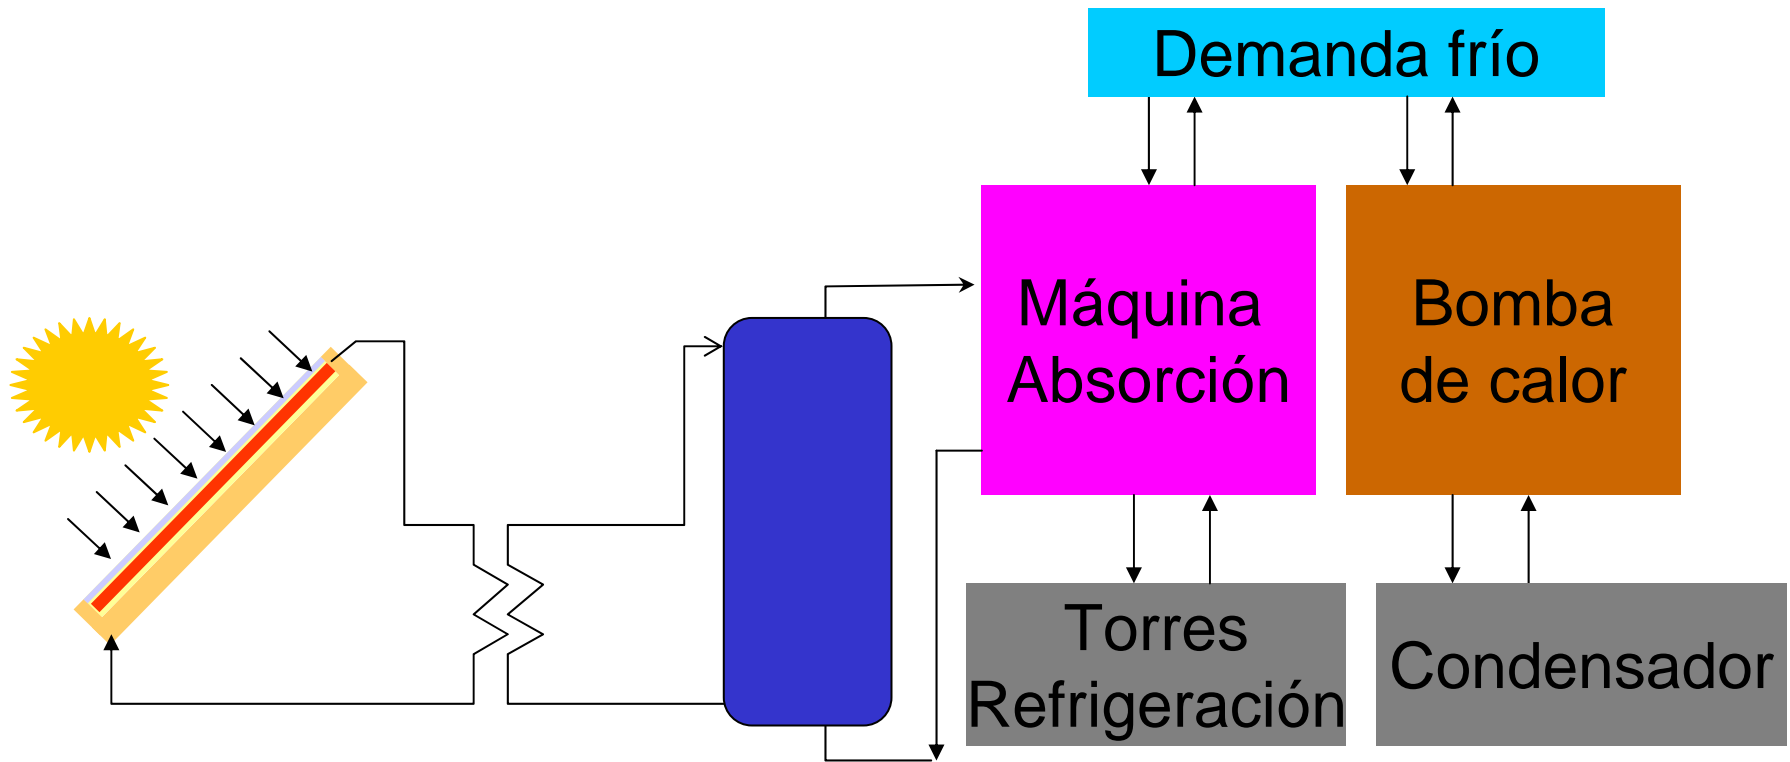 Demanda frío
Máquina
Absorción
Bomba
de calor
Torres
Refrigeración
Condensador